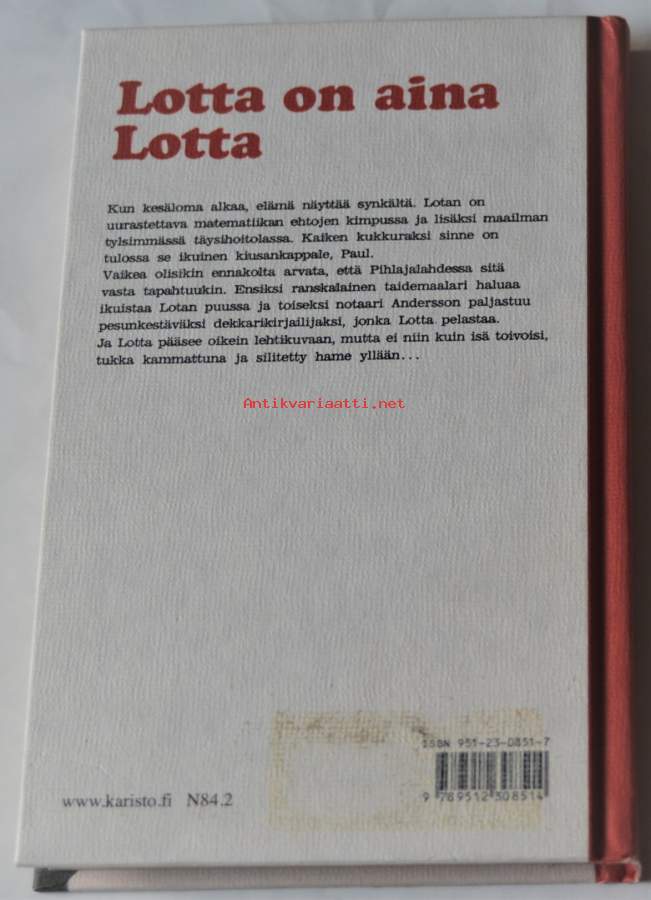 Lotta on aina
Lotta
Kun kesäloma alkaa, elämä näyttää synkältä. Lotan on
uurastettava matematiikan ehtojen kimpussa ja lisäksi maailman
tylsimmässä täysihoitolassa. Kaiken kukkuraksi sinne on
tulossa se ikuinen kiusankappale, Paul.
Vaikea olisikin ennakolta arvata, että Pihlajalahdessa sitä
vasta tapahtuukin. Ensiksi ranskalainen taidemaalari haluaa
ikuistaa Lotan puussa ja toiseksi notaari Andersson paljastuu
pesunkestäväksi dekkarikirjailijaksi, jonka Lotta pelastaa.
Ja Lotta pääsee oikein lehtikuvaan, mutta ei niin kuin isä toivoisi,
tukka kammattuna ja silitetty hame yllään...
Antikvariaatti.net
ISBN 951-23-0851-7
www.karisto.fi N84.2
9 789512 308514